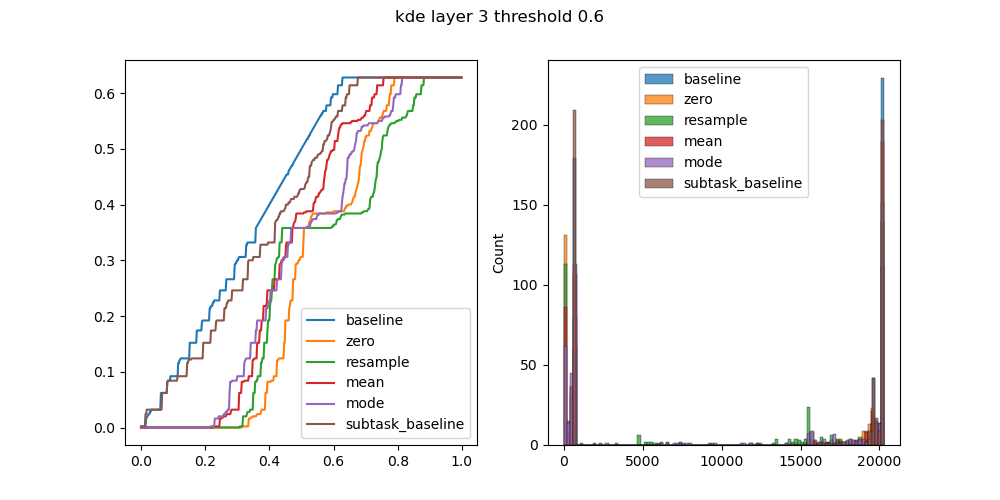 kde layer 3 threshold 0.6
0.6
0.5
0.4
0.3
0.2
0.1
0.0
baseline
zero
resample
mean
mode
subtask_baseline
0.0
0.2
0.4
0.6
0.8
1.0
Count
200
150
100
50
0
baseline
zero
resample
mean
mode
subtask_baseline
0
5000
10000
15000
20000